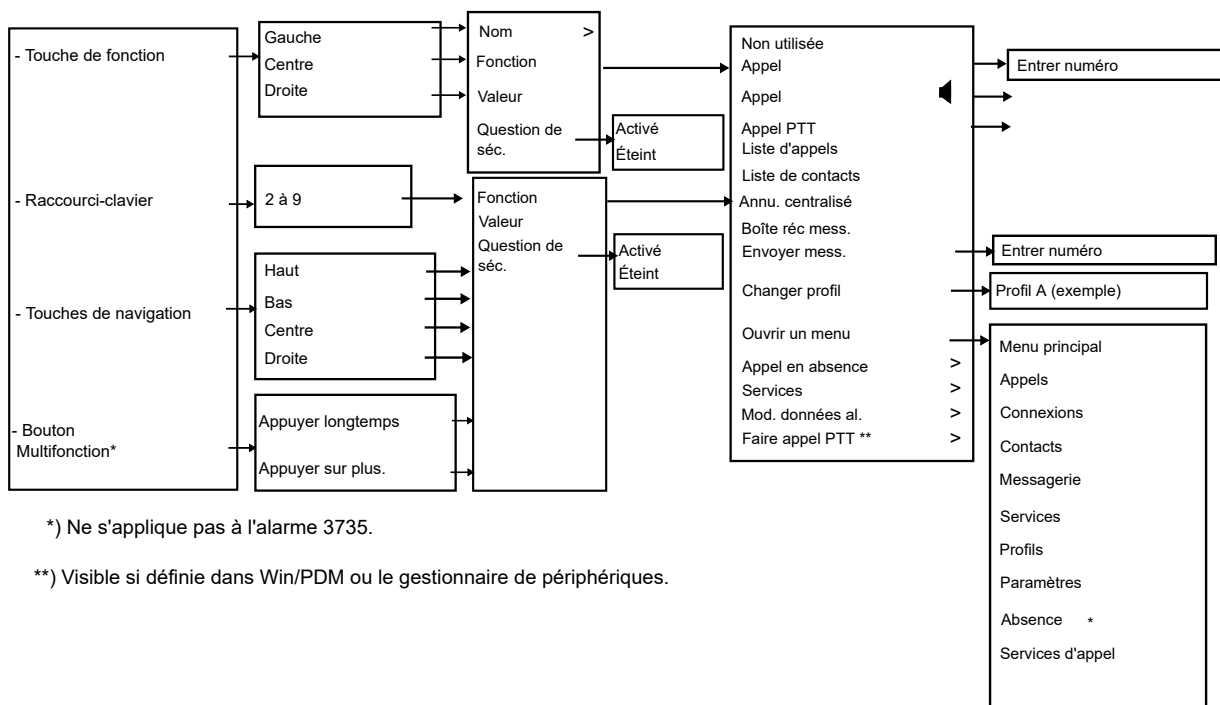 - Touche de fonction
- Raccourci-clavier
- Touches de navigation
- Bouton
Multifonction*
Gauche
Centre
Droite
2 à 9
Haut
Bas
Centre
Droite
Appuyer longtemps
Appuyer sur plus.
Nom >
Fonction
Valeur
Question de
séc.
Activé
Éteint
Fonction
Valeur
Question de
séc.
Activé
Éteint
Non utilisée
Appel
Appel
Appel PTT
Liste d'appels
Liste de contacts
Annu. centralisé
Boîte réc mess.
Envoyer mess.
Changer profil
Ouvrir un menu
Appel en absence >
Services >
Mod. données al. >
Faire appel PTT ** >
Entrer numéro
Entrer numéro
Profil A (exemple)
Menu principal
Appels
Connexions
Contacts
Messagerie
Services
Profils
Paramètres
Absence *
Services d'appel
*) Ne s'applique pas à l'alarme 3735.
**) Visible si définie dans Win/PDM ou le gestionnaire de périphériques.